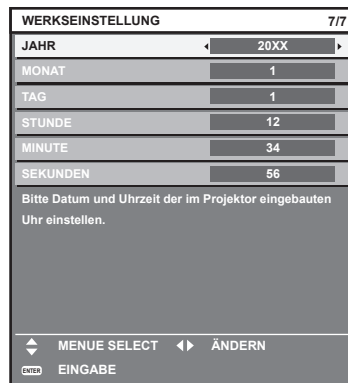 WERKSEINSTELLUNG 7/7
JAHR 20XX
MONAT 1
TAG 1
STUNDE 12
MINUTE 34
SEKUNDEN 56
Bitte Datum und Uhrzeit der im Projektor eingebauten
Uhr einstellen.
MENUE SELECT ÄNDERN
ENTER EINGABE